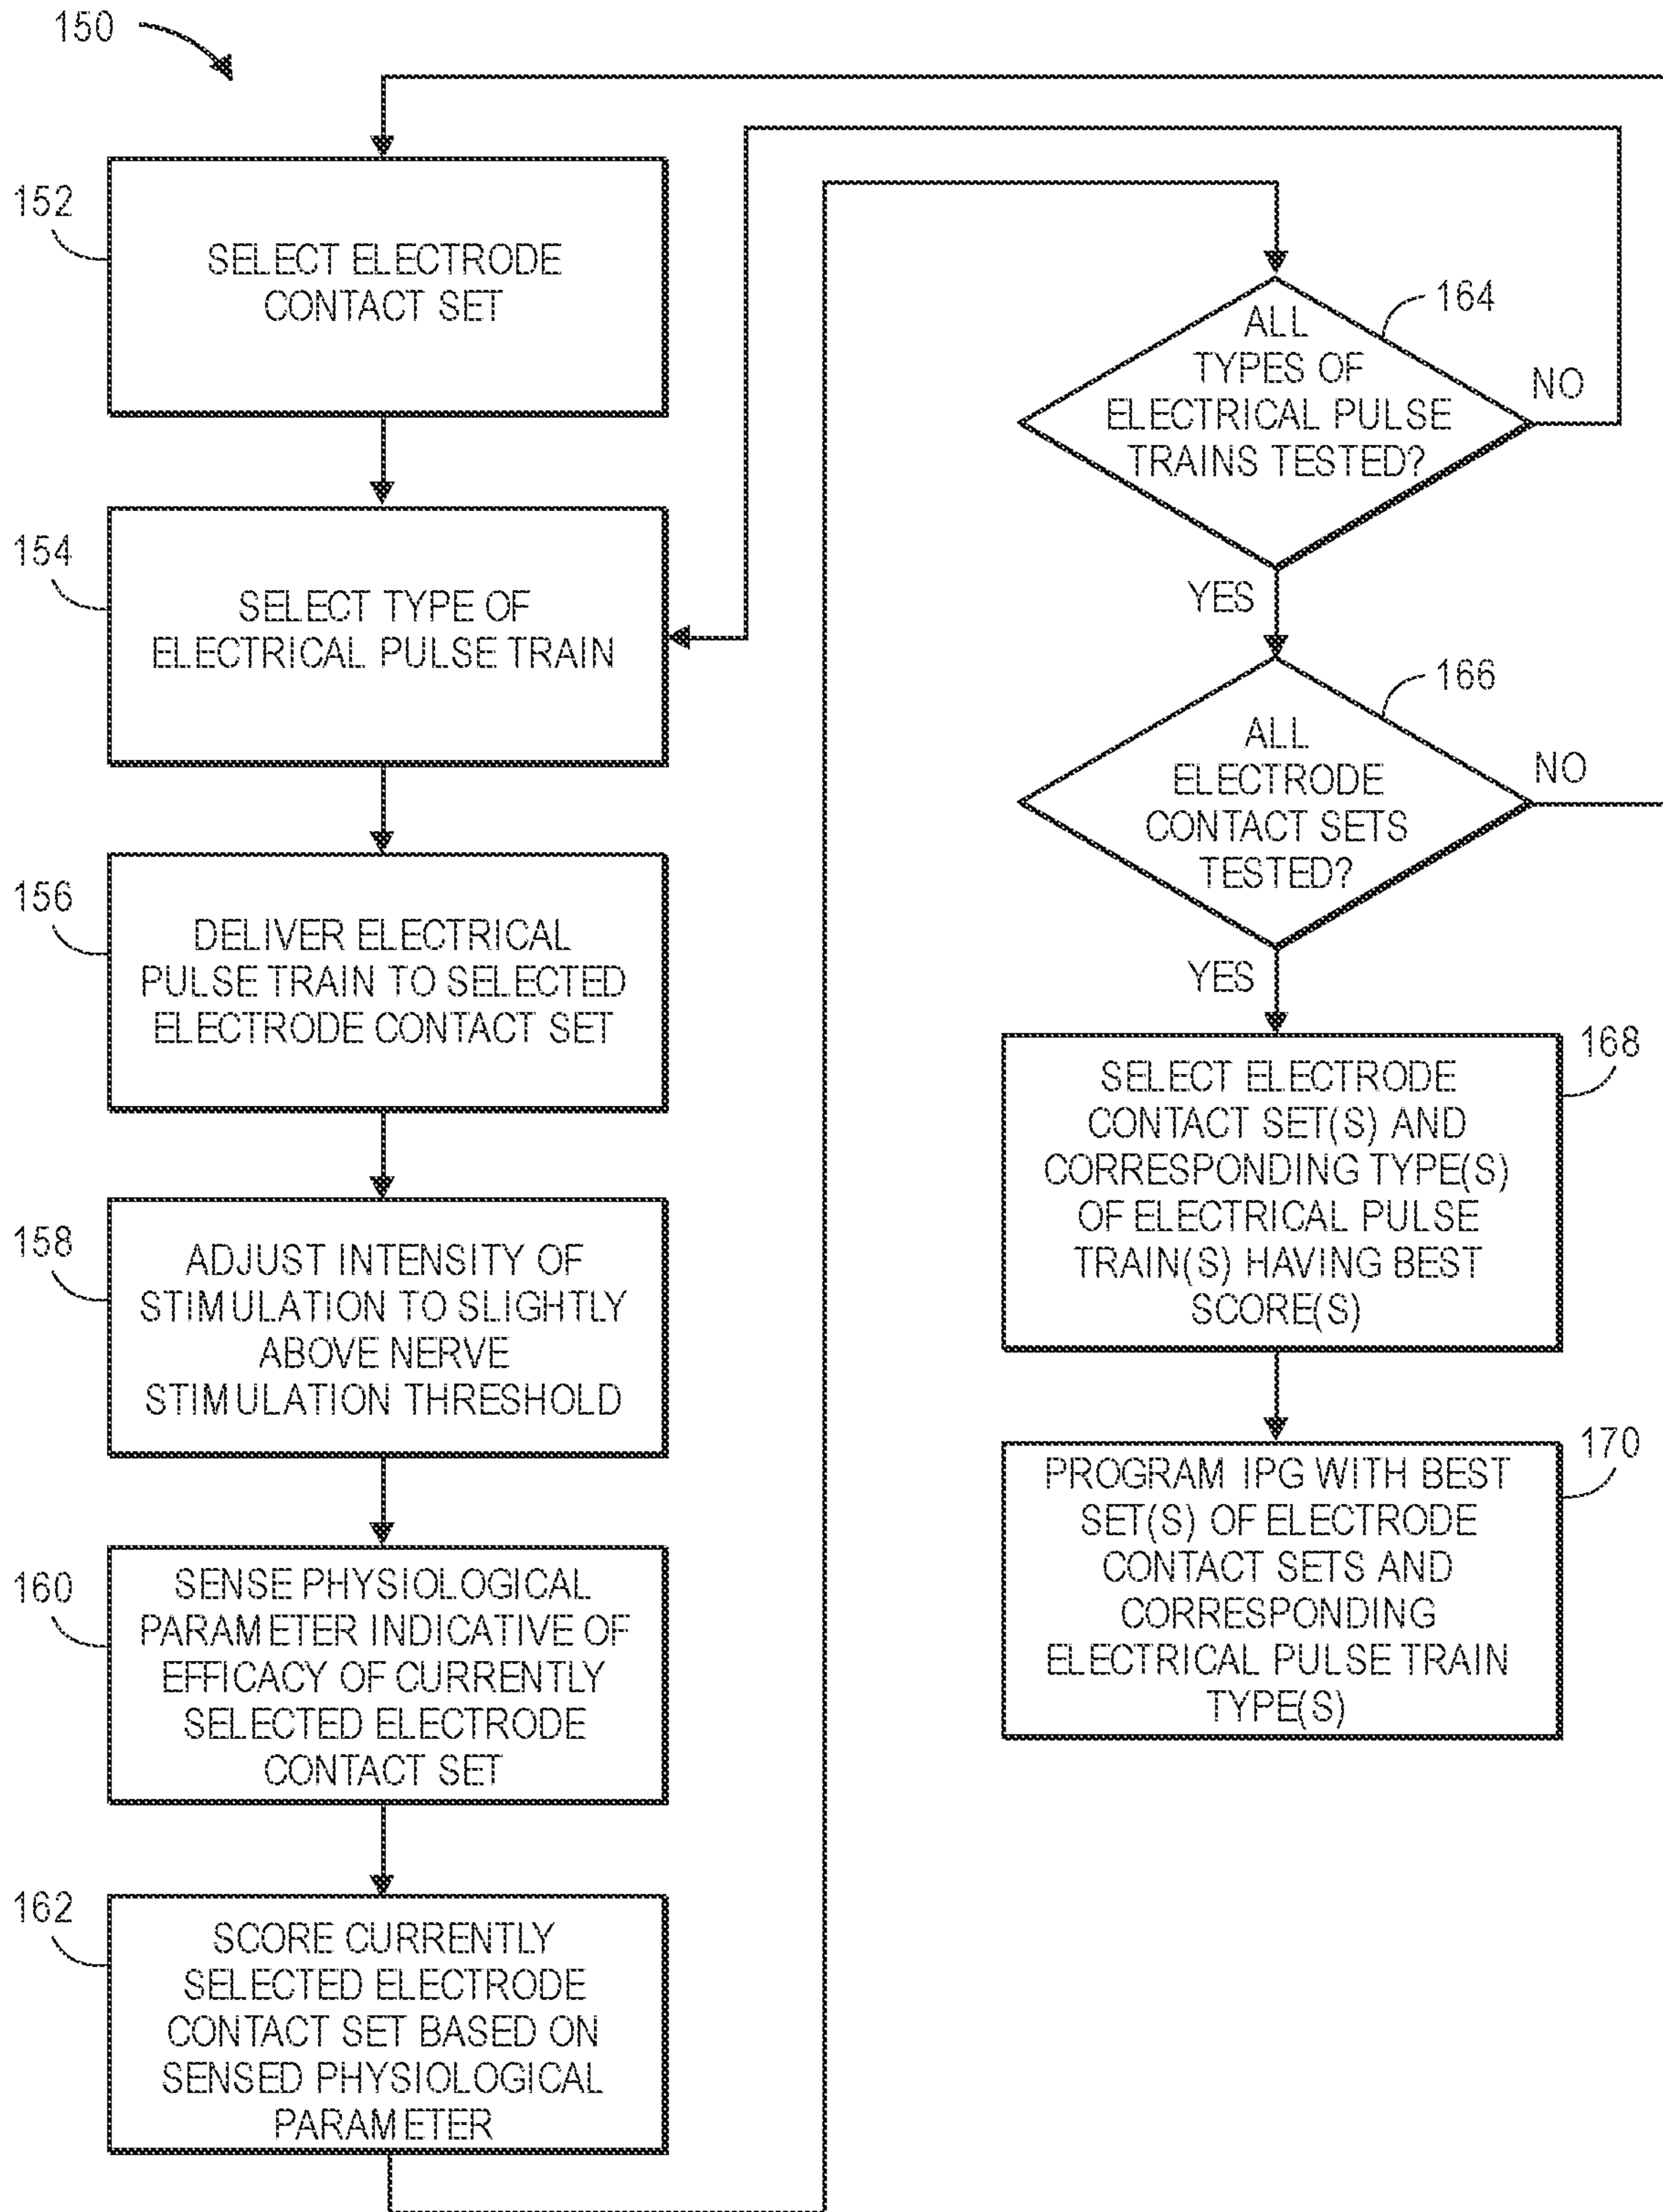 150
152
SELECT ELECTRODE
CONTACT SET
154
SELECT TYPE OF
ELECTRICAL PULSE TRAIN
156
DELIVER ELECTRICAL
PULSE TRAIN TO SELECTED
ELECTRODE CONTACT SET
158
ADJUST INTENSITY OF
STIMULATION TO SLIGHTLY
ABOVE NERVE
STIMULATION THRESHOLD
160
SENSE PHYSIOLOGICAL
PARAMETER INDICATIVE OF
EFFICACY OF CURRENTLY
SELECTED ELECTRODE
CONTACT SET
162
SCORE CURRENTLY
SELECTED ELECTRODE
CONTACT SET BASED ON
SENSED PHYSIOLOGICAL
PARAMETER
164
ALL
TYPES OF
ELECTRICAL PULSE
TRAINS TESTED?
NO
YES
166
ALL
ELECTRODE
CONTACT SETS
TESTED?
NO
YES
168
SELECT ELECTRODE
CONTACT SET(S) AND
CORRESPONDING TYPE(S)
OF ELECTRICAL PULSE
TRAIN(S) HAVING BEST
SCORE(S)
170
PROGRAM IPG WITH BEST
SET(S) OF ELECTRODE
CONTACT SETS AND
CORRESPONDING
ELECTRICAL PULSE TRAIN
TYPE(S)